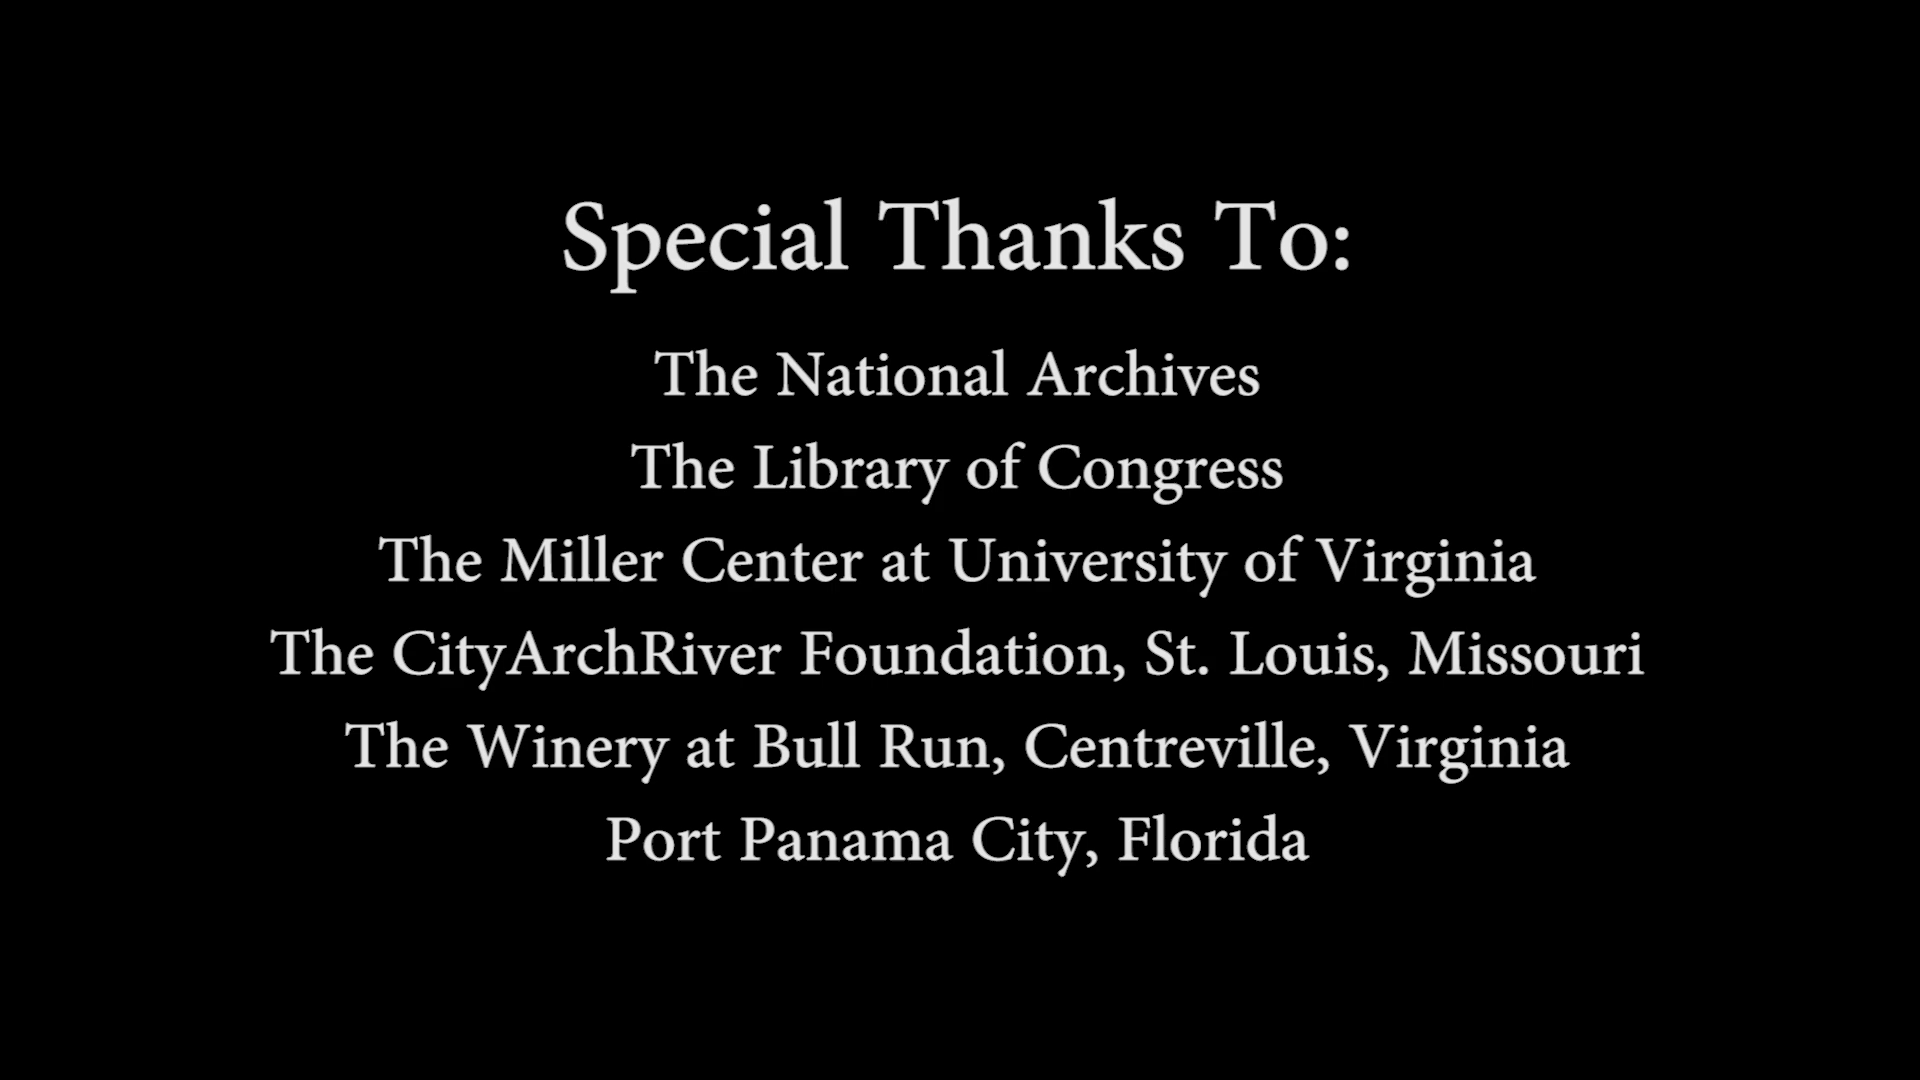 Special Thanks To:
The National Archives
The Library of Congress
The Miller Center at University of Virginia
The CityArchRiver Foundation, St. Louis, Missouri
The Winery at Bull Run, Centreville, Virginia
Port Panama City, Florida